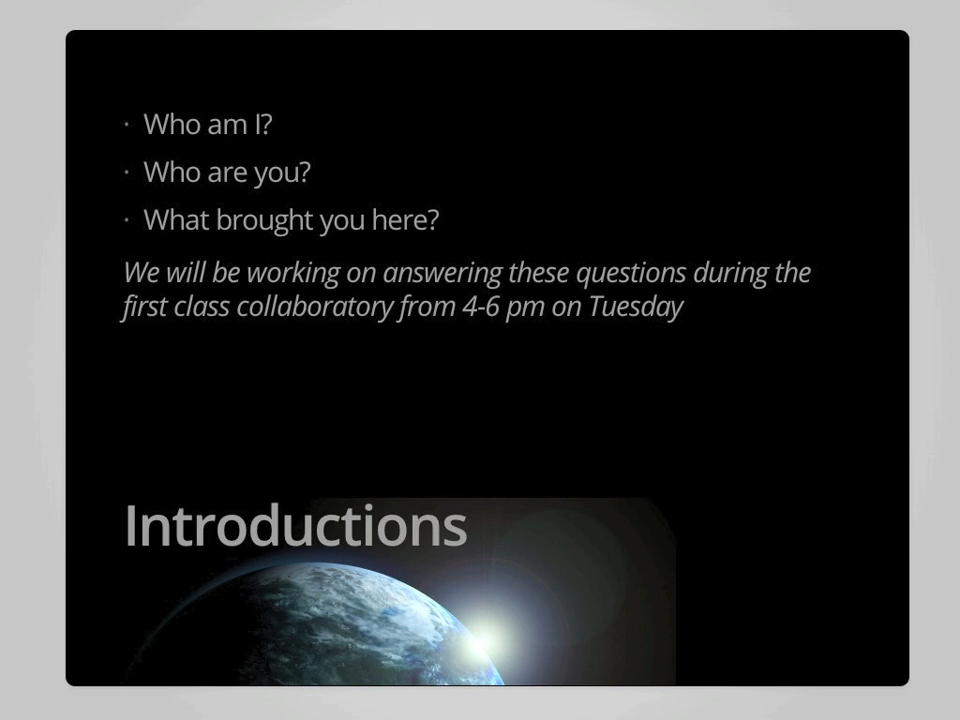 · Who am I?
· Who are you?
· What brought you here?
We will be working on answering these questions during the
first class collaboratory from 4-6 pm on Tuesday
Introductions